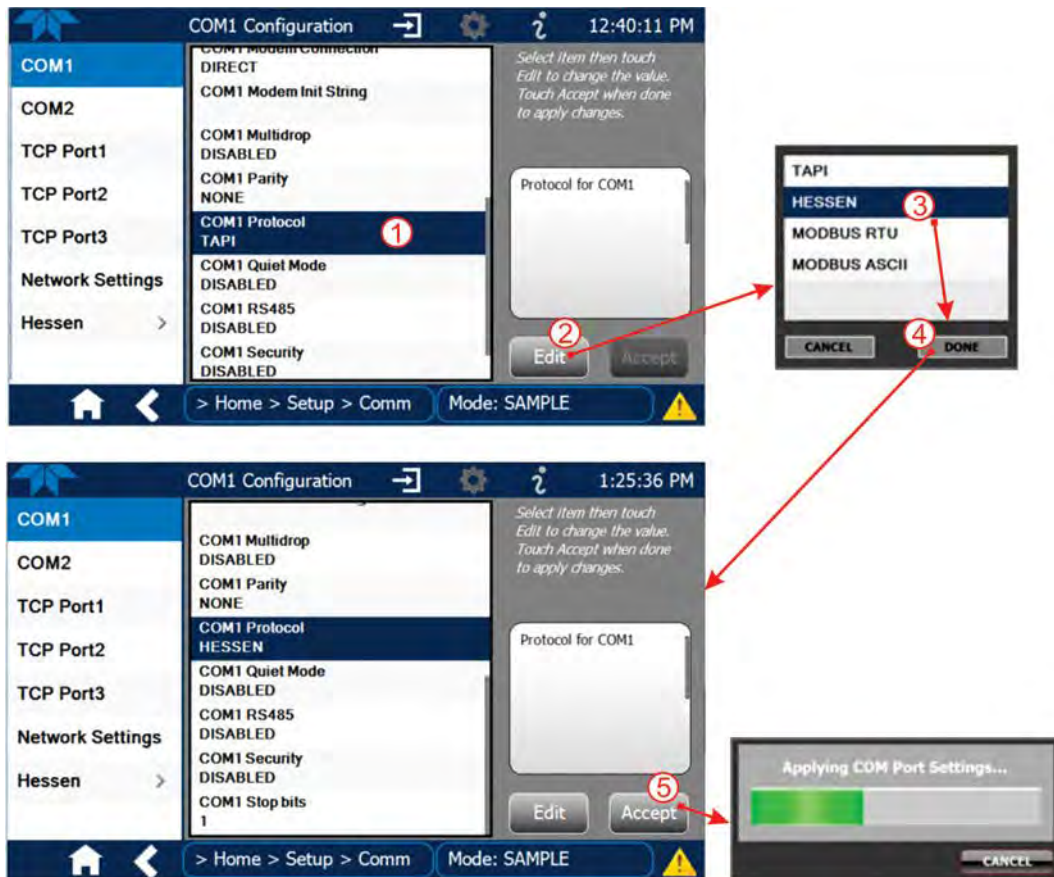 COM1 Configuration
12:40:11 PM
COM1
COM2
TCP Port1
TCP Port2
TCP Port3
Network Settings
Hessen >
COM1 Modem Connection
DIRECT
COM1 Modem Init String
COM1 Multidrop
DISABLED
COM1 Parity
NONE
COM1 Protocol
TAPI
1
COM1 Quiet Mode
DISABLED
COM1 RS485
DISABLED
COM1 Security
DISABLED
Select item then touch
Edit to change the value.
Touch Accept when done
to apply changes.
Protocol for COM1
2
Edit
Accept
> Home > Setup > Comm
Mode: SAMPLE
TAPI
HESSEN
3
MODBUS RTU
MODBUS ASCII
CANCEL
4
DONE
COM1 Configuration
1:25:36 PM
COM1
COM2
TCP Port1
TCP Port2
TCP Port3
Network Settings
Hessen >
COM1 Multidrop
DISABLED
COM1 Parity
NONE
COM1 Protocol
HESSEN
COM1 Quiet Mode
DISABLED
COM1 RS485
DISABLED
COM1 Security
DISABLED
COM1 Stop bits
1
Select item then touch
Edit to change the value.
Touch Accept when done
to apply changes.
Protocol for COM1
Edit
5
Accept
> Home > Setup > Comm
Mode: SAMPLE
Applying COM Port Settings...
CANCEL